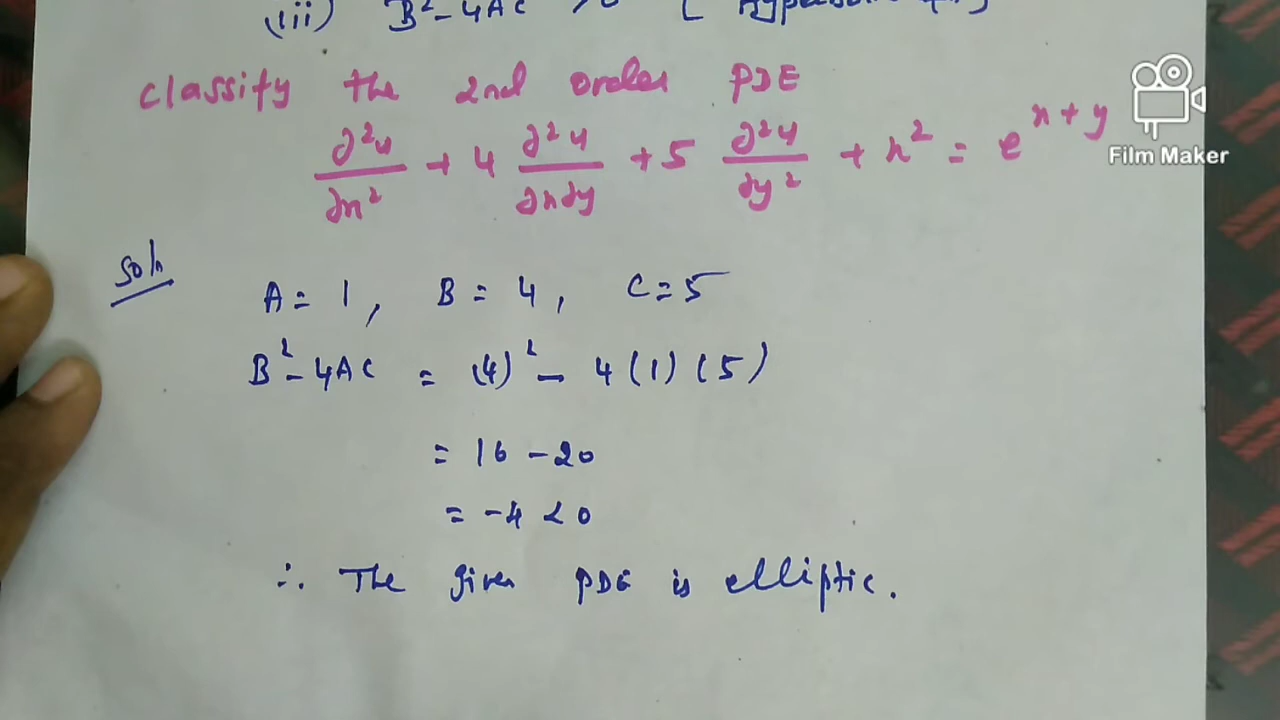 (iii) B² - 4AC >0 [Hyperbolic]
classify the 2nd order PDE
∂²u/∂x² + 4 ∂²u/∂x∂y + 5 ∂²u/∂y² + x² = e^(x+y)
Film Maker
Soln
A = 1, B = 4, C = 5
B² - 4AC = (4)² - 4(1)(5)
= 16 - 20
= -4 < 0
∴ The given PDE is elliptic.